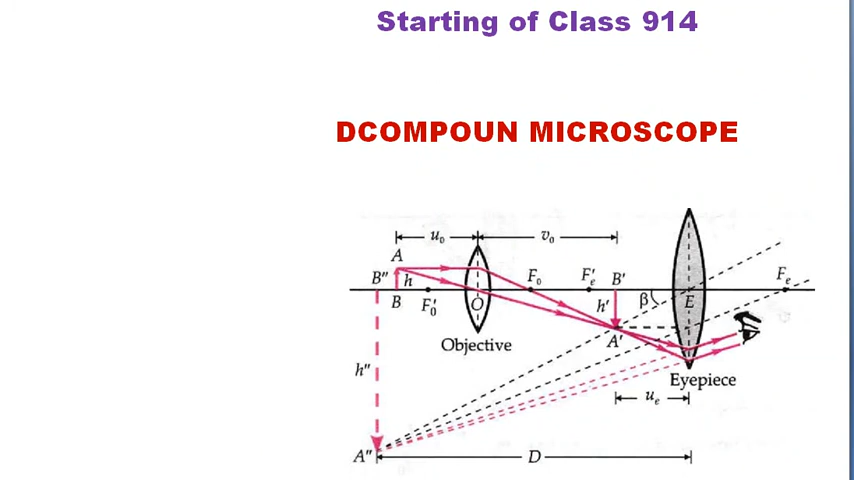 Starting of Class 914
DCOMPOUN MICROSCOPE
u₀ v₀
A
B" h F₀ F'ₑ B' Fₑ
B F'₀ O h' β E
A'
Objective
h" Eyepiece
uₑ
A" D